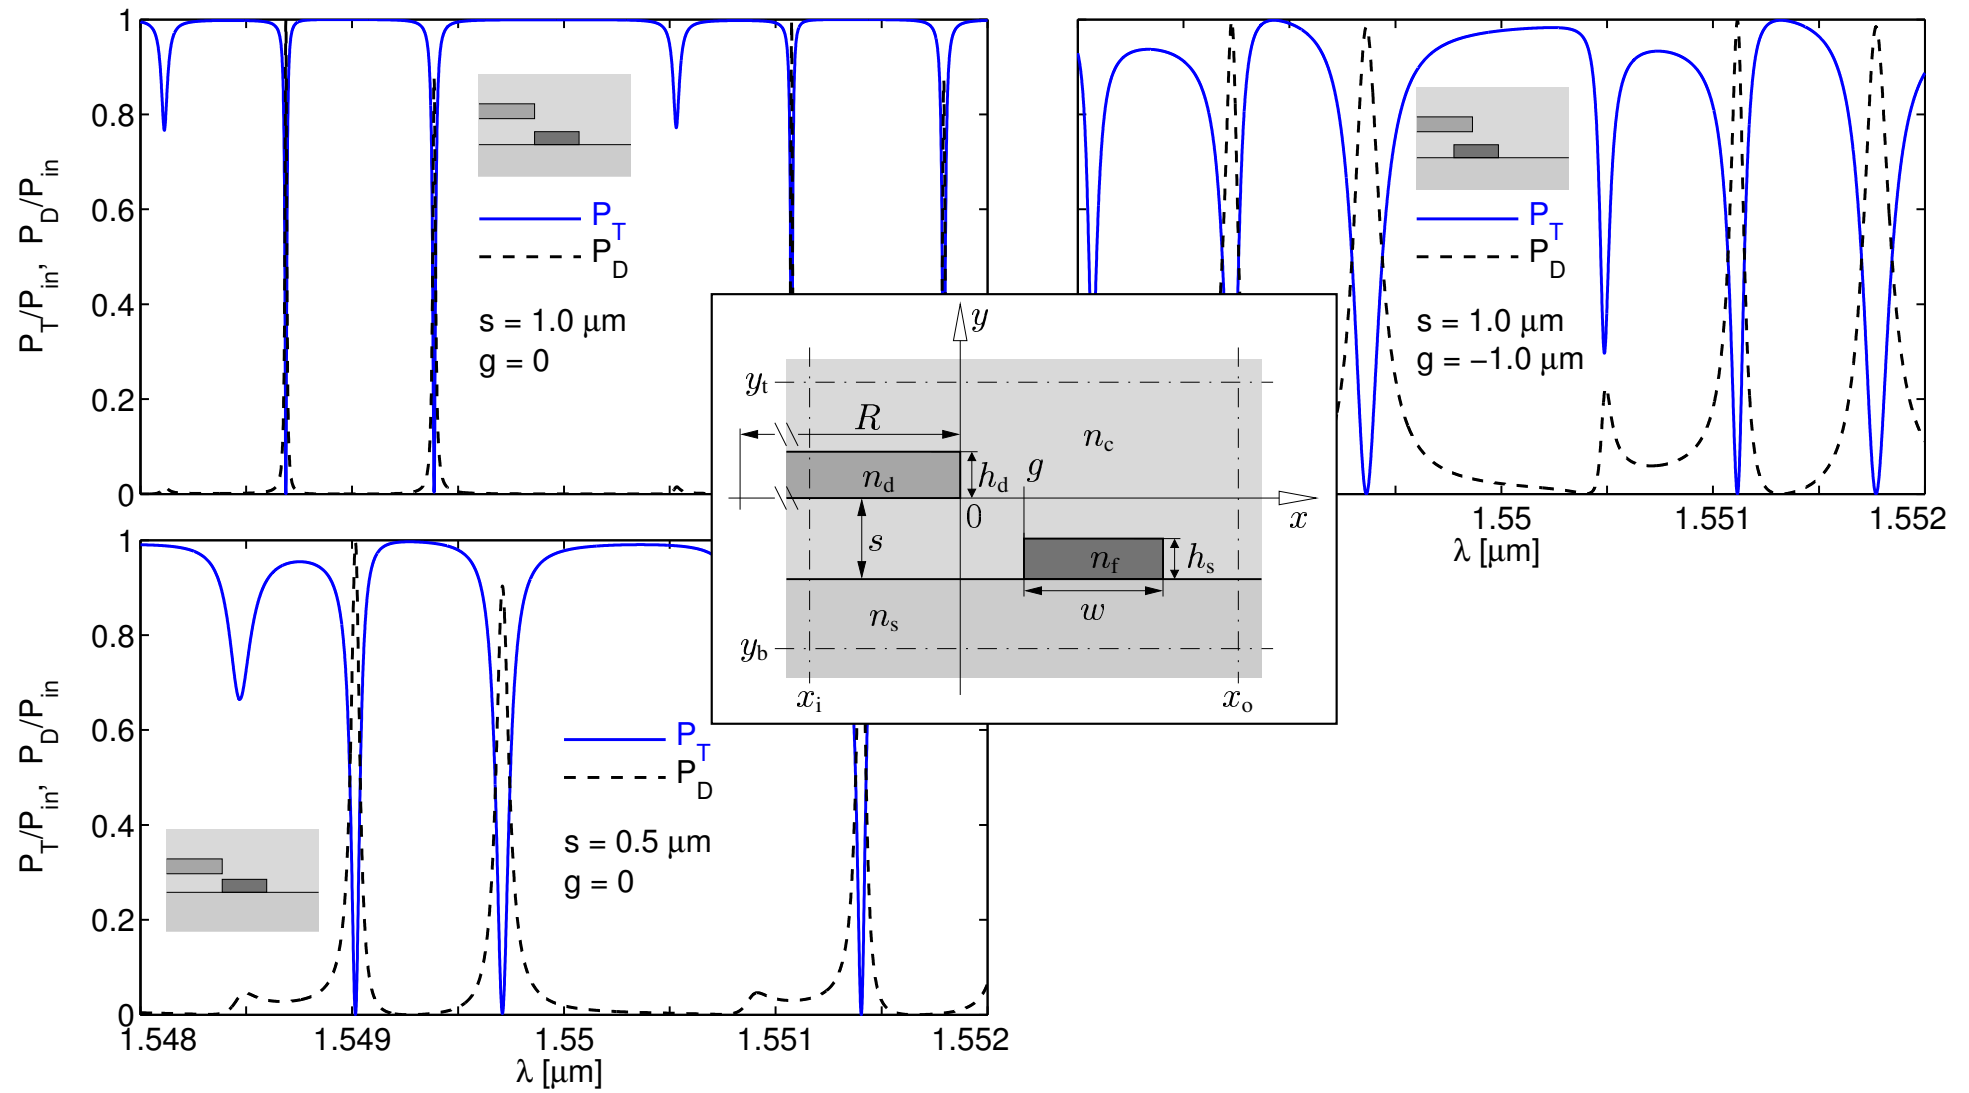 1
0.8
0.6
0.4
0.2
0
P_T/P_in, P_D/P_in
P_T
P_D
s = 1.0 μm
g = 0
P_T
P_D
s = 1.0 μm
g = −1.0 μm
1.55
1.551
1.552
λ [μm]
y
y_t
R
n_c
n_d
h_d
g
0
x
s
n_f
h_s
w
n_s
y_b
x_i
x_o
1
0.8
0.6
0.4
0.2
0
P_T/P_in, P_D/P_in
P_T
P_D
s = 0.5 μm
g = 0
1.548
1.549
1.55
1.551
1.552
λ [μm]